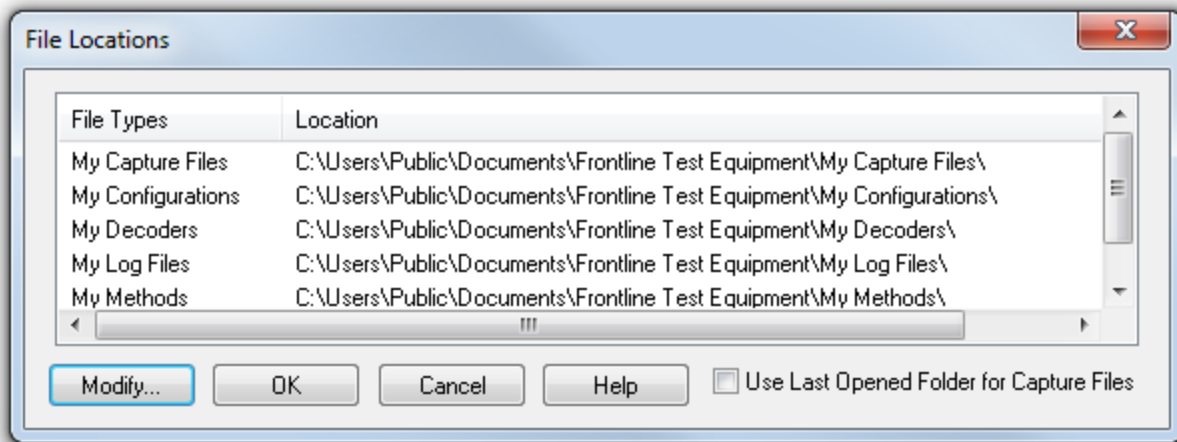 File Locations
File Types Location
My Capture Files C:\Users\Public\Documents\Frontline Test Equipment\My Capture Files\
My Configurations C:\Users\Public\Documents\Frontline Test Equipment\My Configurations\
My Decoders C:\Users\Public\Documents\Frontline Test Equipment\My Decoders\
My Log Files C:\Users\Public\Documents\Frontline Test Equipment\My Log Files\
My Methods C:\Users\Public\Documents\Frontline Test Equipment\My Methods\
Modify... OK Cancel Help Use Last Opened Folder for Capture Files